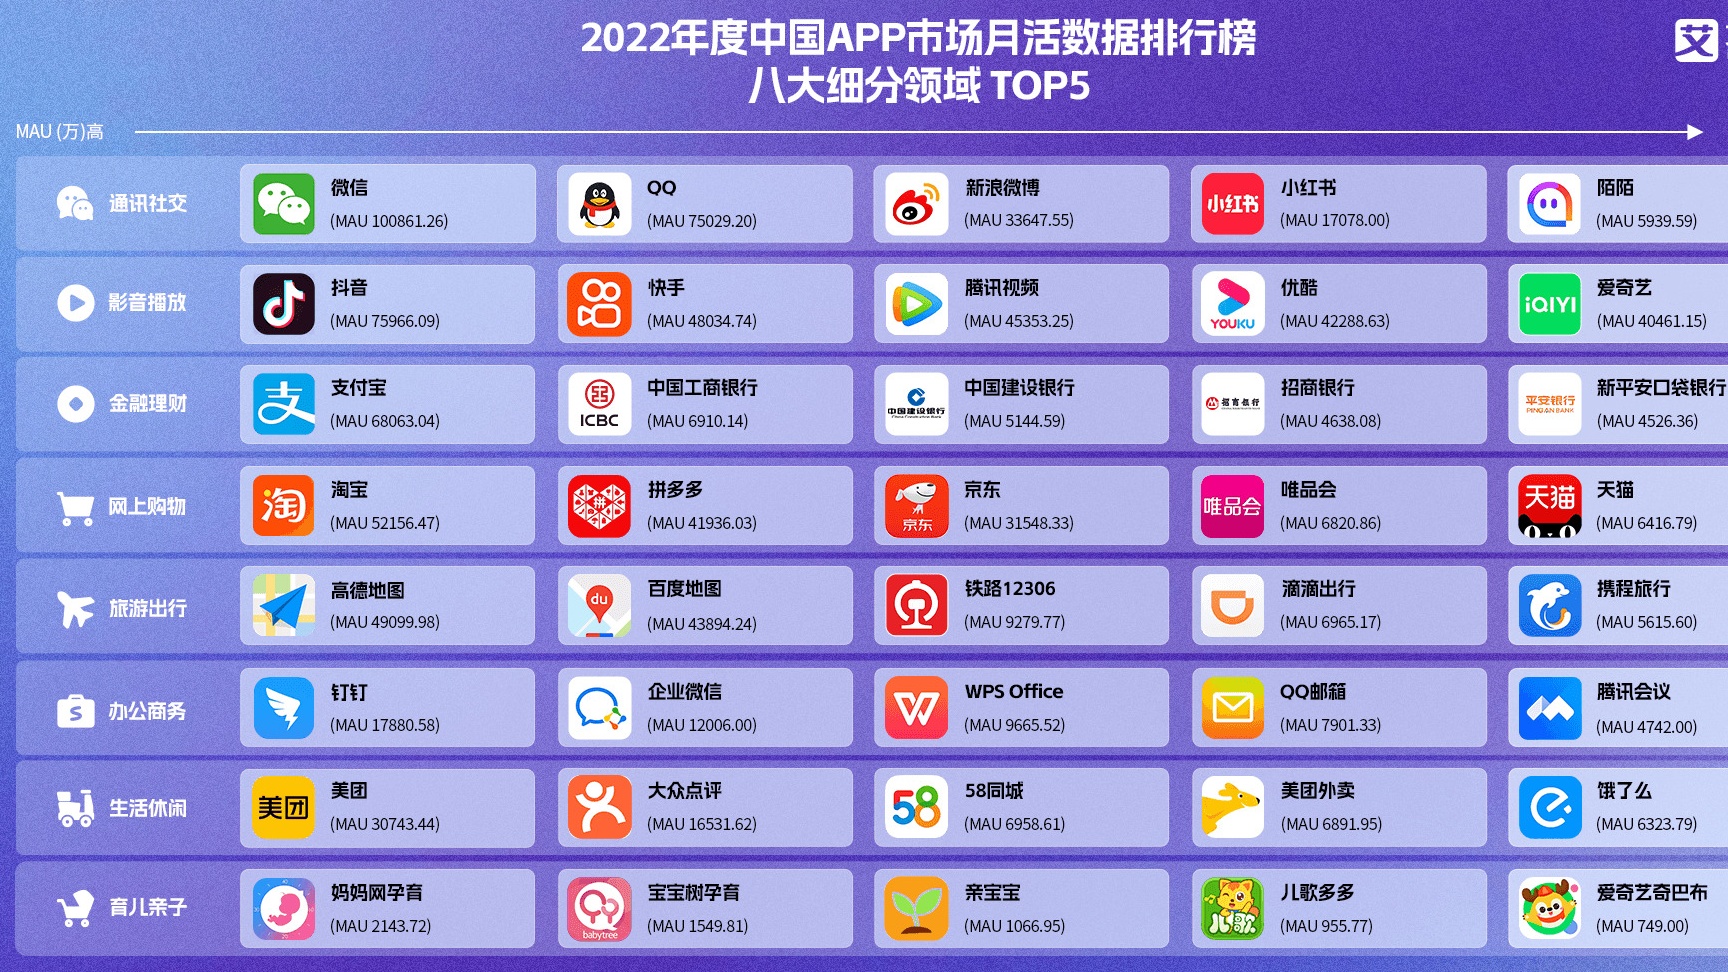 2022年度中国APP市场月活数据排行榜
八大细分领域 TOP5
艾
MAU (万)高
通讯社交
微信
(MAU 100861.26)
QQ
(MAU 75029.20)
新浪微博
(MAU 33647.55)
小红书
小红书
(MAU 17078.00)
陌陌
(MAU 5939.59)
影音播放
抖音
(MAU 75966.09)
快手
(MAU 48034.74)
腾讯视频
(MAU 45353.25)
YOUKU
优酷
(MAU 42288.63)
iQIYI
爱奇艺
(MAU 40461.15)
金融理财
支
支付宝
(MAU 68063.04)
ICBC
中国工商银行
(MAU 6910.14)
中国建设银行
中国建设银行
(MAU 5144.59)
招商银行
招商银行
(MAU 4638.08)
平安银行
PINGAN BANK
新平安口袋银行
(MAU 4526.36)
网上购物
淘
淘宝
(MAU 52156.47)
拼
拼多多
(MAU 41936.03)
京东
京东
(MAU 31548.33)
唯品会
唯品会
(MAU 6820.86)
天猫
天猫
(MAU 6416.79)
旅游出行
高德地图
(MAU 49099.98)
du
百度地图
(MAU 43894.24)
铁路12306
(MAU 9279.77)
滴滴出行
(MAU 6965.17)
携程旅行
(MAU 5615.60)
S
办公商务
钉钉
(MAU 17880.58)
企业微信
(MAU 12006.00)
W
WPS Office
(MAU 9665.52)
QQ邮箱
(MAU 7901.33)
腾讯会议
(MAU 4742.00)
生活休闲
美团
美团
(MAU 30743.44)
大众点评
(MAU 16531.62)
58
58同城
(MAU 6958.61)
美团外卖
(MAU 6891.95)
e
饿了么
(MAU 6323.79)
育儿亲子
妈妈网孕育
(MAU 2143.72)
babytree
宝宝树孕育
(MAU 1549.81)
亲宝宝
(MAU 1066.95)
儿歌
儿歌多多
(MAU 955.77)
爱奇艺奇巴布
(MAU 749.00)